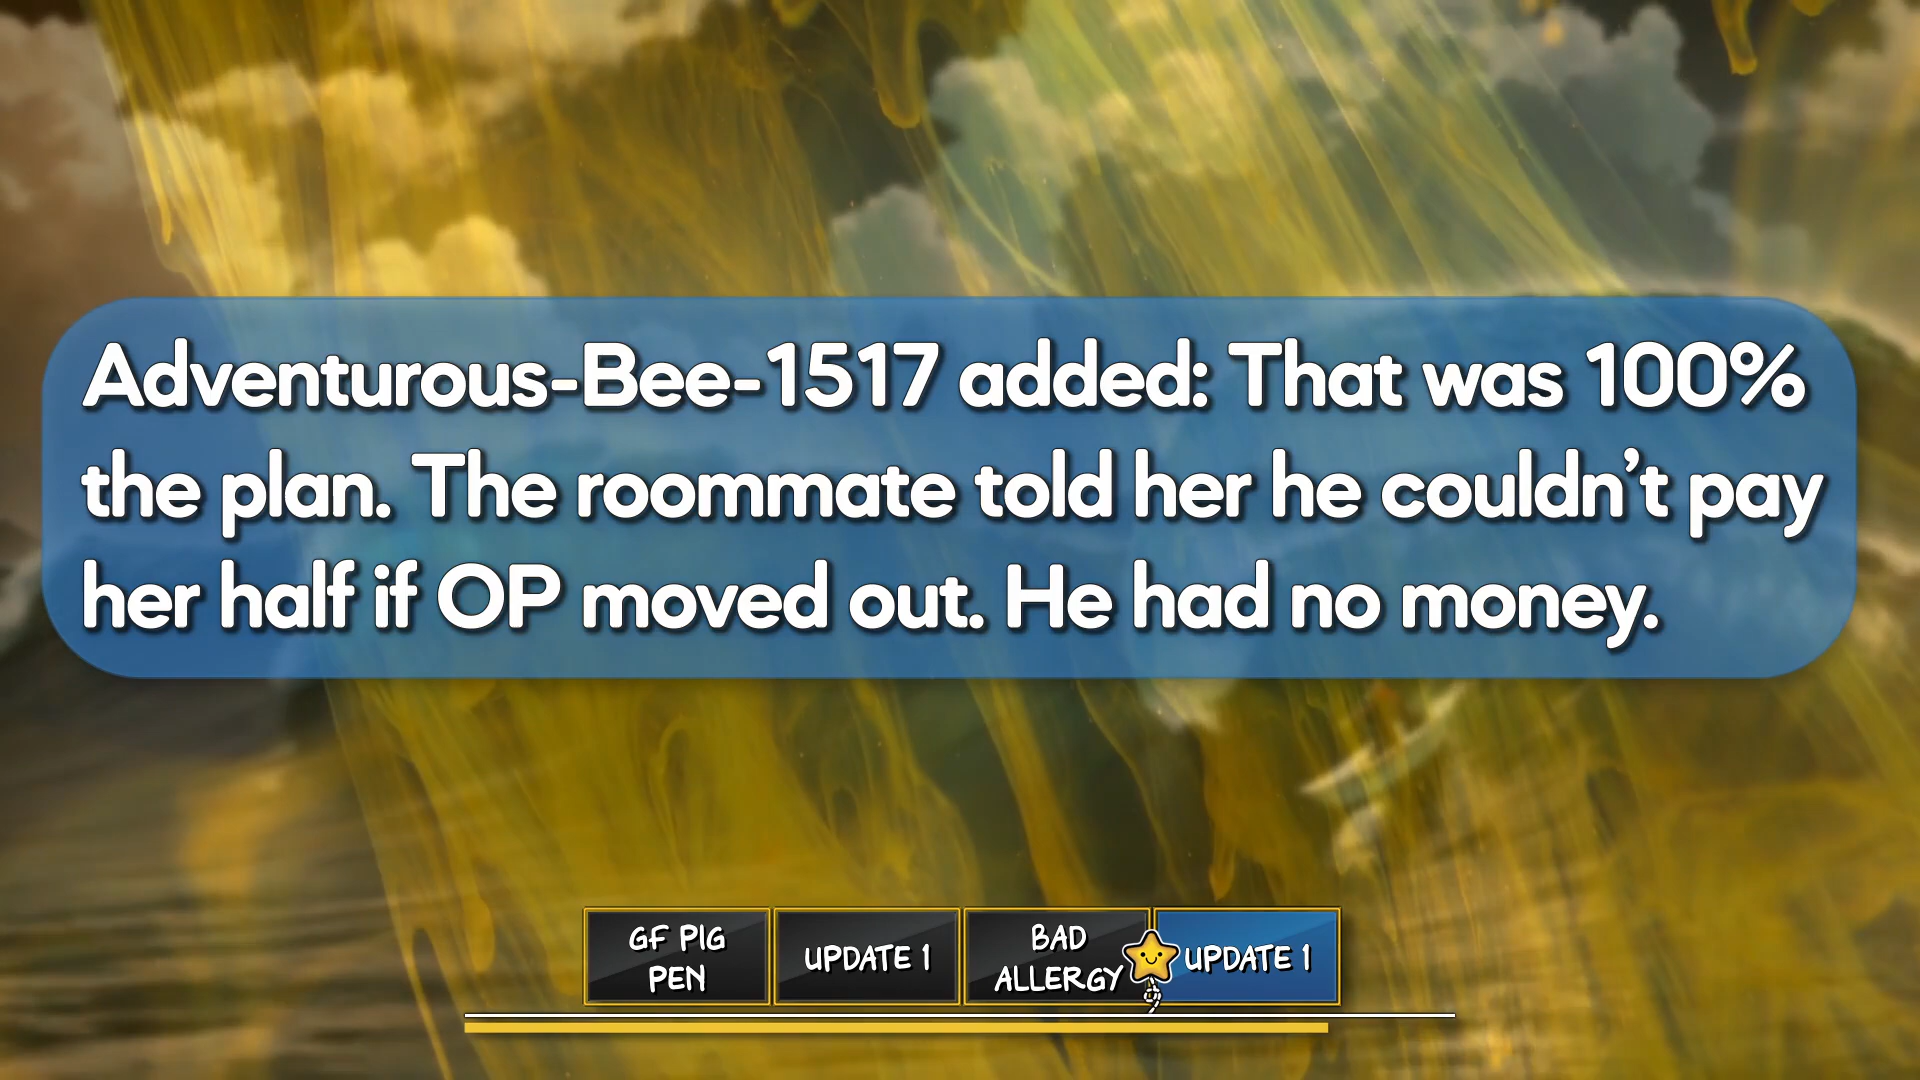 Adventurous-Bee-1517 added: That was 100%
the plan. The roommate told her he couldn’t pay
her half if OP moved out. He had no money.
GF PIG
PEN
UPDATE 1
BAD
ALLERGY
UPDATE 1